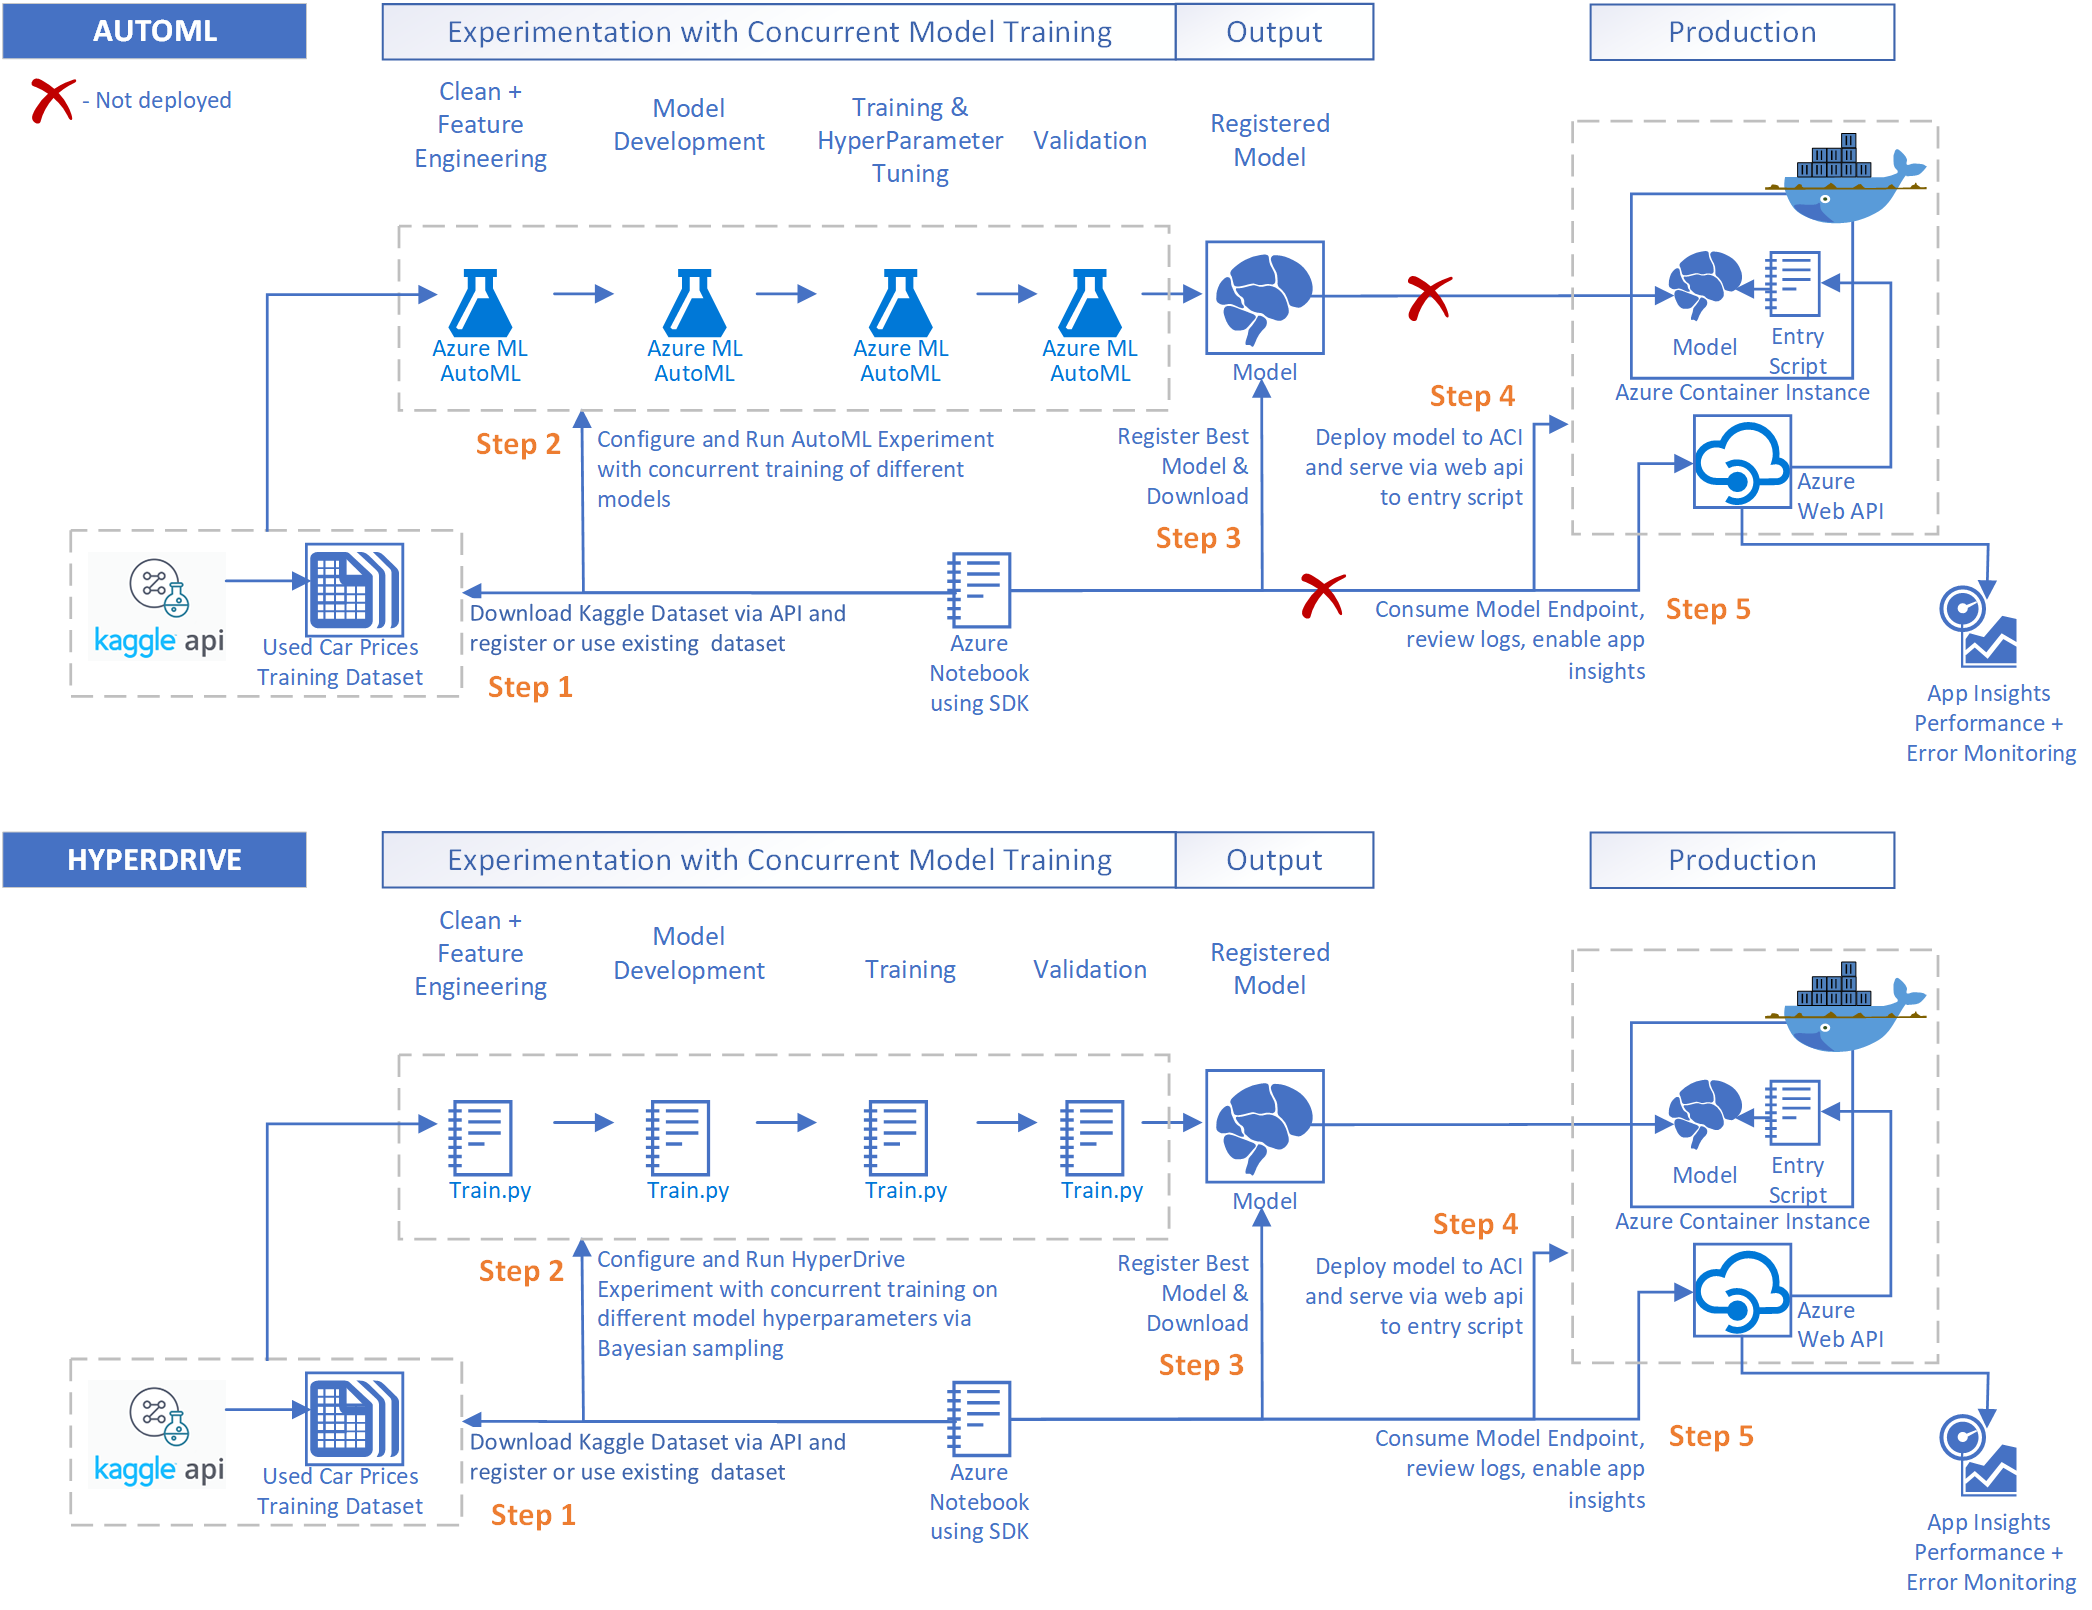 AUTOML
Experimentation with Concurrent Model Training
Output
Production
- Not deployed
Clean +
Feature
Engineering
Model
Development
Training &
HyperParameter
Tuning
Validation
Registered
Model
Azure ML
AutoML
Azure ML
AutoML
Azure ML
AutoML
Azure ML
AutoML
Model
Model
Entry
Script
Azure Container Instance
Step 2
Configure and Run AutoML Experiment
with concurrent training of different
models
Register Best
Model &
Download
Step 3
Step 4
Deploy model to ACI
and serve via web api
to entry script
Azure
Web API
kaggle api
Used Car Prices
Training Dataset
Download Kaggle Dataset via API and
register or use existing  dataset
Step 1
Azure
Notebook
using SDK
Consume Model Endpoint,
review logs, enable app
insights
Step 5
App Insights
Performance +
Error Monitoring
HYPERDRIVE
Experimentation with Concurrent Model Training
Output
Production
Clean +
Feature
Engineering
Model
Development
Training
Validation
Registered
Model
Train.py
Train.py
Train.py
Train.py
Model
Model
Entry
Script
Azure Container Instance
Step 2
Configure and Run HyperDrive
Experiment with concurrent training on
different model hyperparameters via
Bayesian sampling
Register Best
Model &
Download
Step 3
Step 4
Deploy model to ACI
and serve via web api
to entry script
Azure
Web API
kaggle api
Used Car Prices
Training Dataset
Download Kaggle Dataset via API and
register or use existing  dataset
Step 1
Azure
Notebook
using SDK
Consume Model Endpoint,
review logs, enable app
insights
Step 5
App Insights
Performance +
Error Monitoring